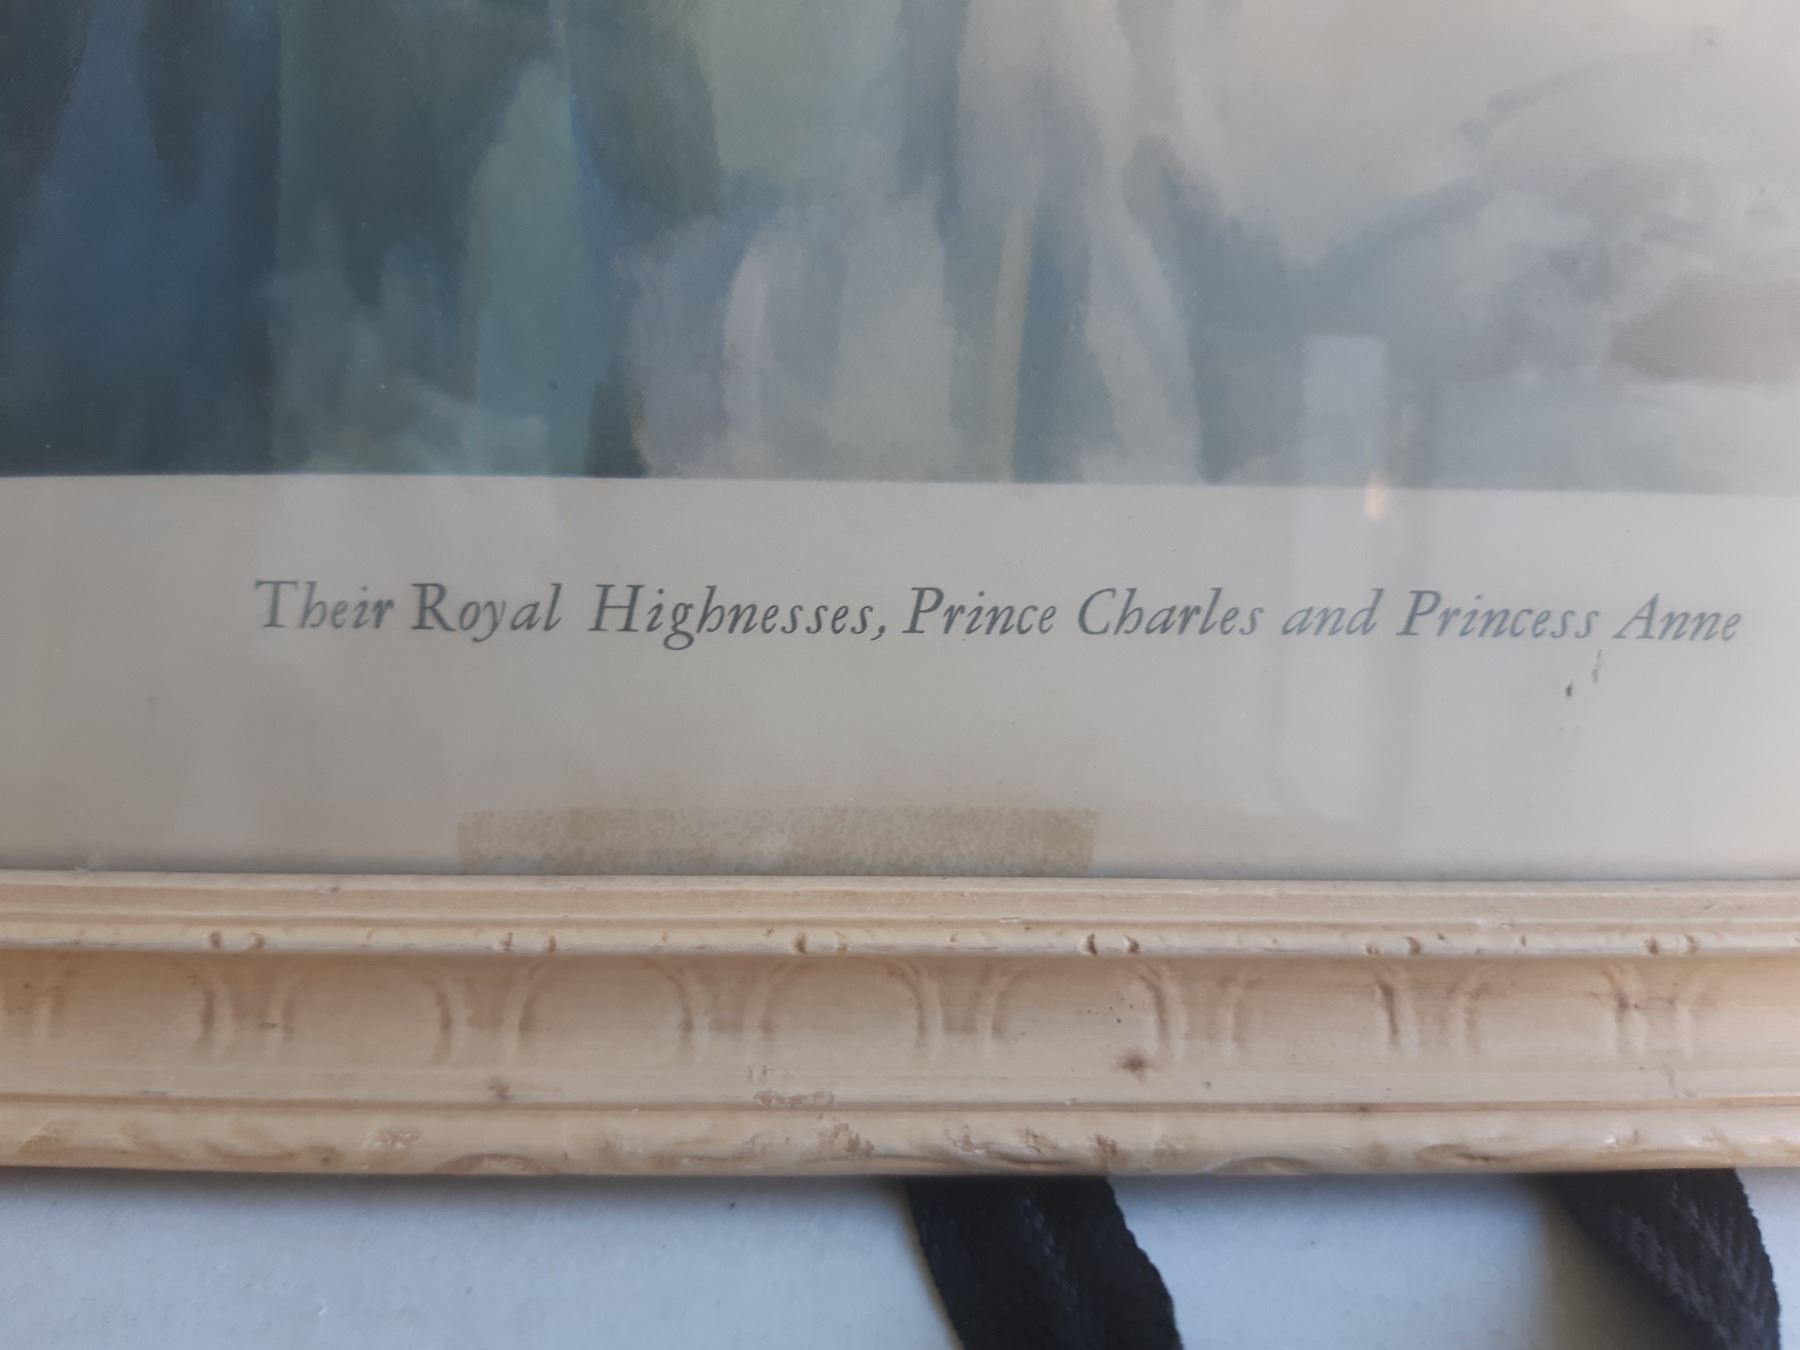 Their Royal Highnesses, Prince Charles and Princess Anne